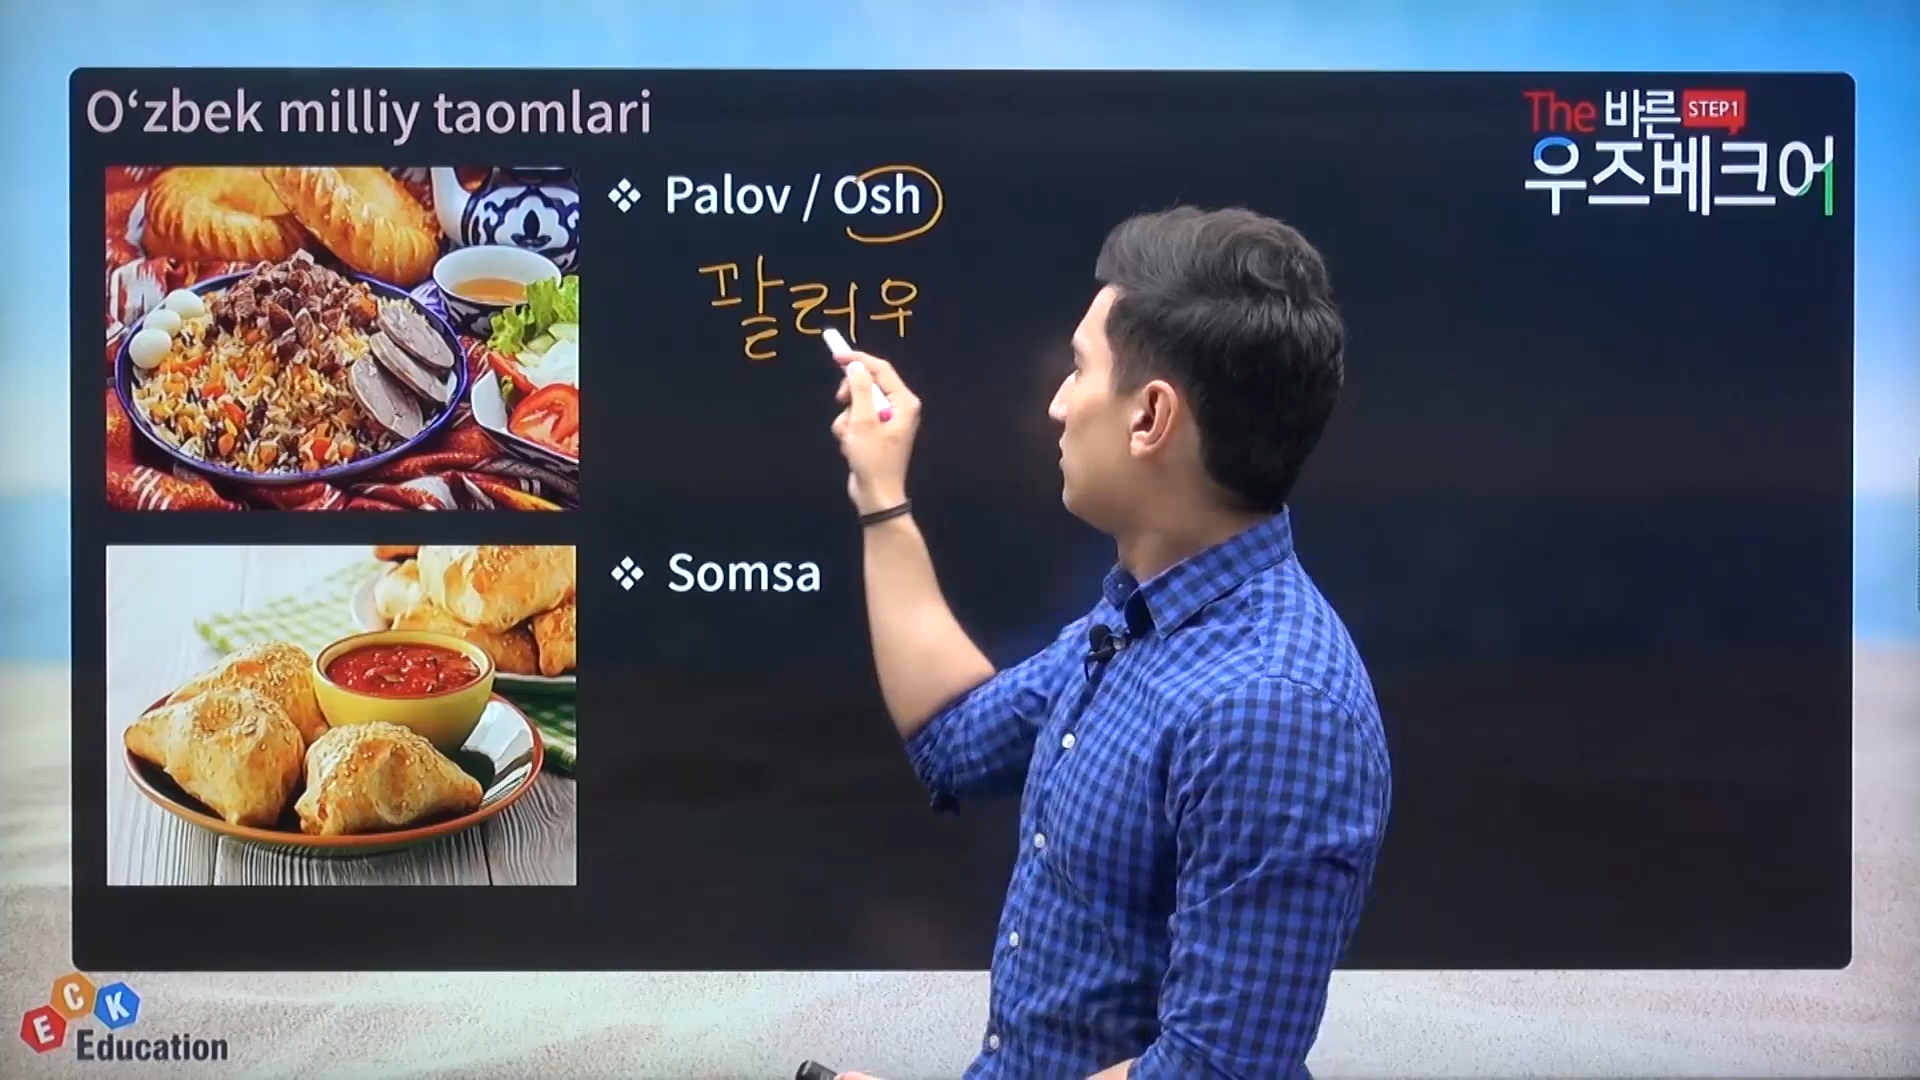 O‘zbek milliy taomlari
The 바른 STEP1
우즈베크어
❖ Palov / Osh
팔러우
❖ Somsa
ECK
Education